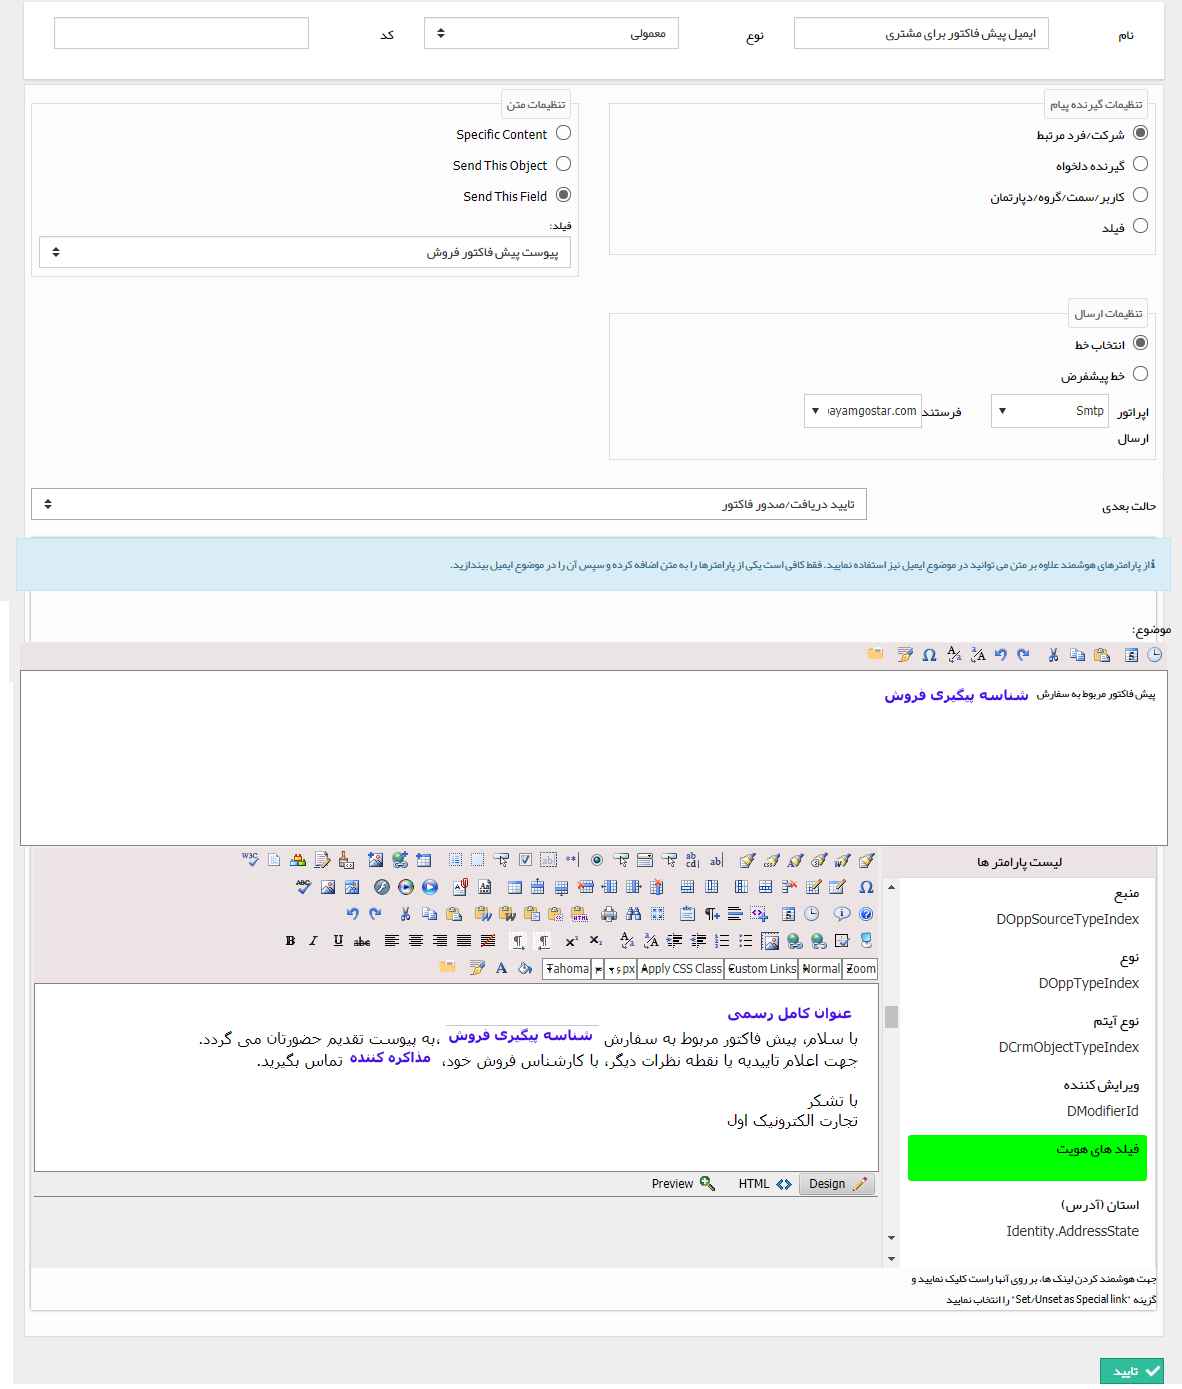 نام
ایمیل پیش فاکتور برای مشتری
نوع
معمولی
کد
تنظیمات گیرنده پیام
شرکت/فرد مرتبط
گیرنده دلخواه
کاربر/سمت/گروه/دپارتمان
فیلد
تنظیمات متن
Specific Content
Send This Object
Send This Field
فیلد:
پیوست پیش فاکتور فروش
تنظیمات ارسال
انتخاب خط
خط پیشفرض
اپراتور ارسال
Smtp
فرستند
ayamgostar.com
حالت بعدی
تایید دریافت/صدور فاکتور
از پارامترهای هوشمند علاوه بر متن می توانید در موضوع ایمیل نیز استفاده نمایید. فقط کافی است یکی از پارامترها را به متن اضافه کرده و سپس آن را در موضوع ایمیل بیندازید.
موضوع:
پیش فاکتور مربوط به سفارش شناسه پیگیری فروش
لیست پارامتر ها
منبع
DOppSourceTypeIndex
نوع
DOppTypeIndex
نوع آیتم
DCrmObjectTypeIndex
ویرایش کننده
DModifierId
فیلد های هویت
استان (آدرس)
Identity.AddressState
Tahoma
px
Apply CSS Class
Custom Links
Normal
Zoom
عنوان کامل رسمی
با سلام، پیش فاکتور مربوط به سفارش شناسه پیگیری فروش ،به پیوست تقدیم حضورتان می گردد.
جهت اعلام تاییدیه یا نقطه نظرات دیگر، با کارشناس فروش خود، مذاکره کننده تماس بگیرید.
با تشکر
تجارت الکترونیک اول
Design
HTML
Preview
جهت هوشمند کردن لینک ها، بر روی آنها راست کلیک نمایید و
گزینه "Set/Unset as Special link" را انتخاب نمایید
تایید